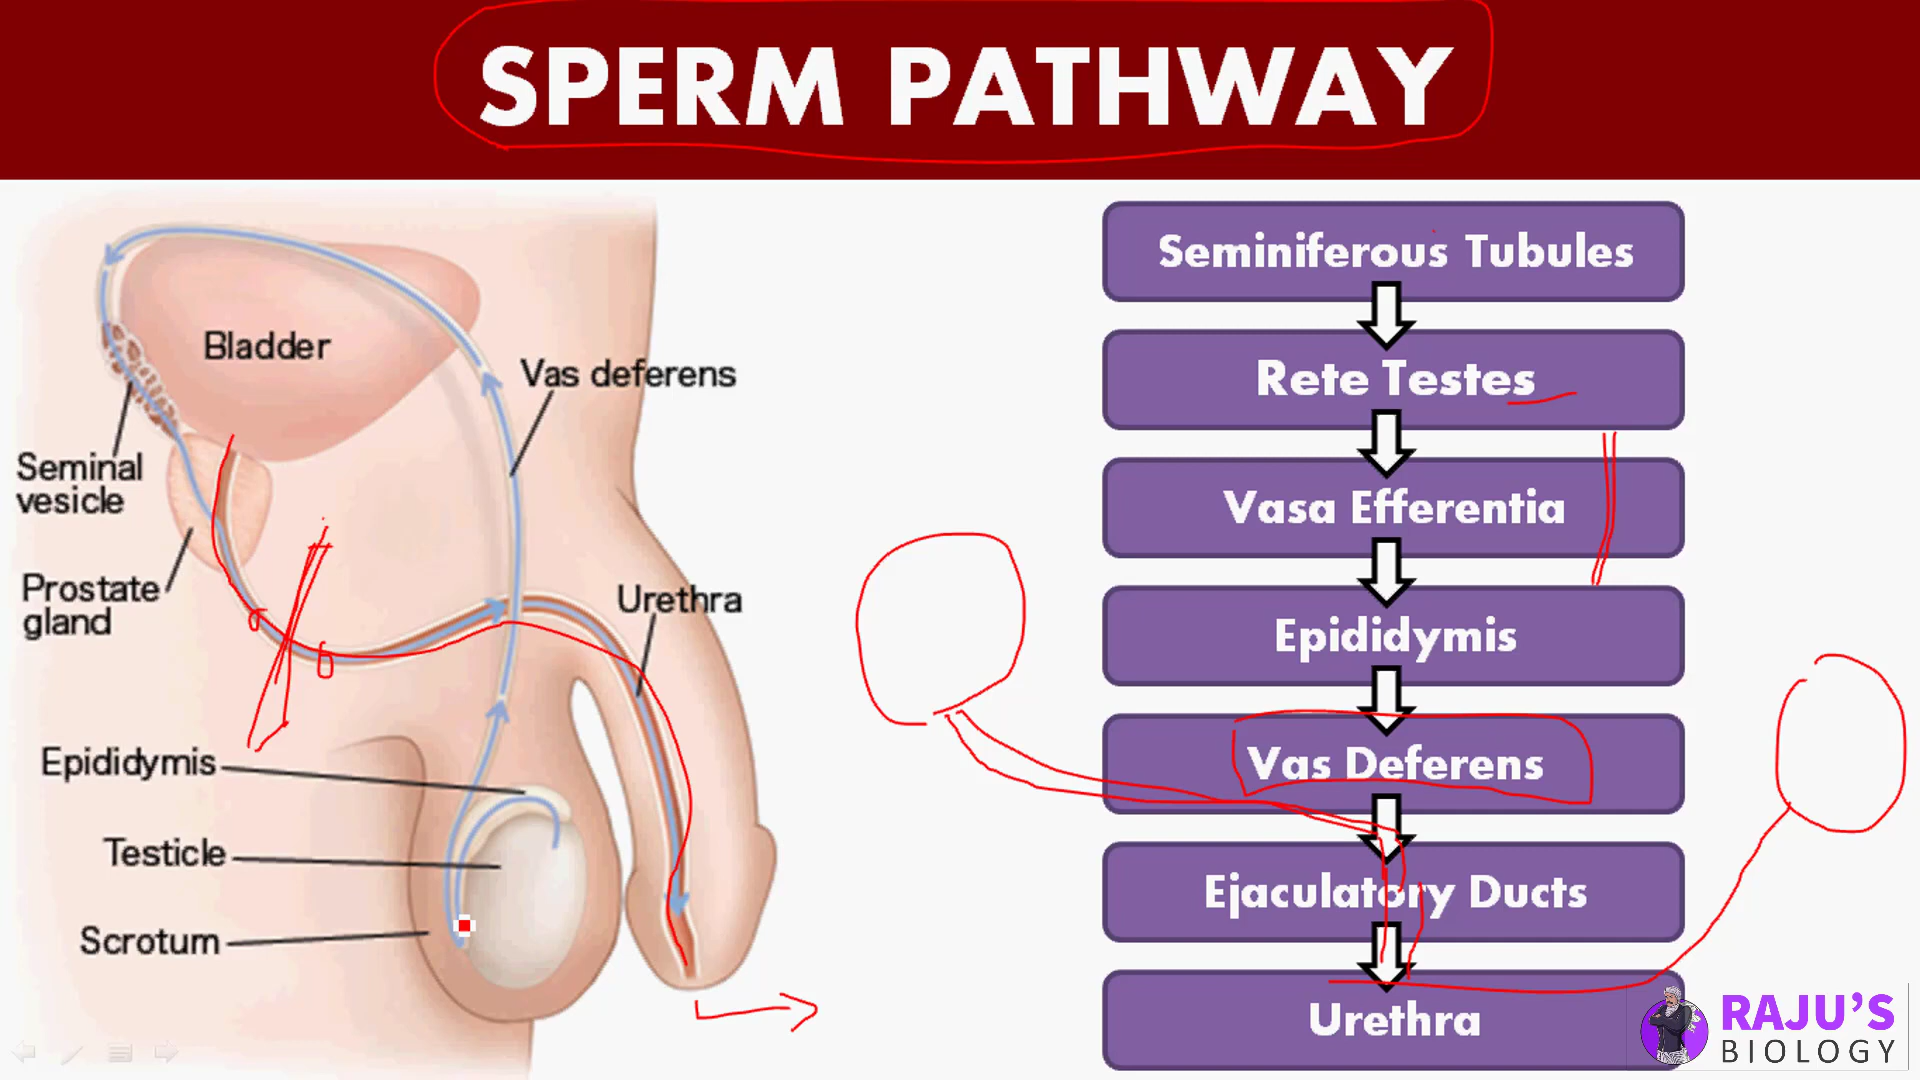 SPERM PATHWAY
Bladder
Vas deferens
Seminal
vesicle
Prostate
gland
Urethra
Epididymis
Testicle
Scrotum
Seminiferous Tubules
Rete Testes
Vasa Efferentia
Epididymis
Vas Deferens
Ejaculatory Ducts
Urethra
RAJU'S
BIOLOGY